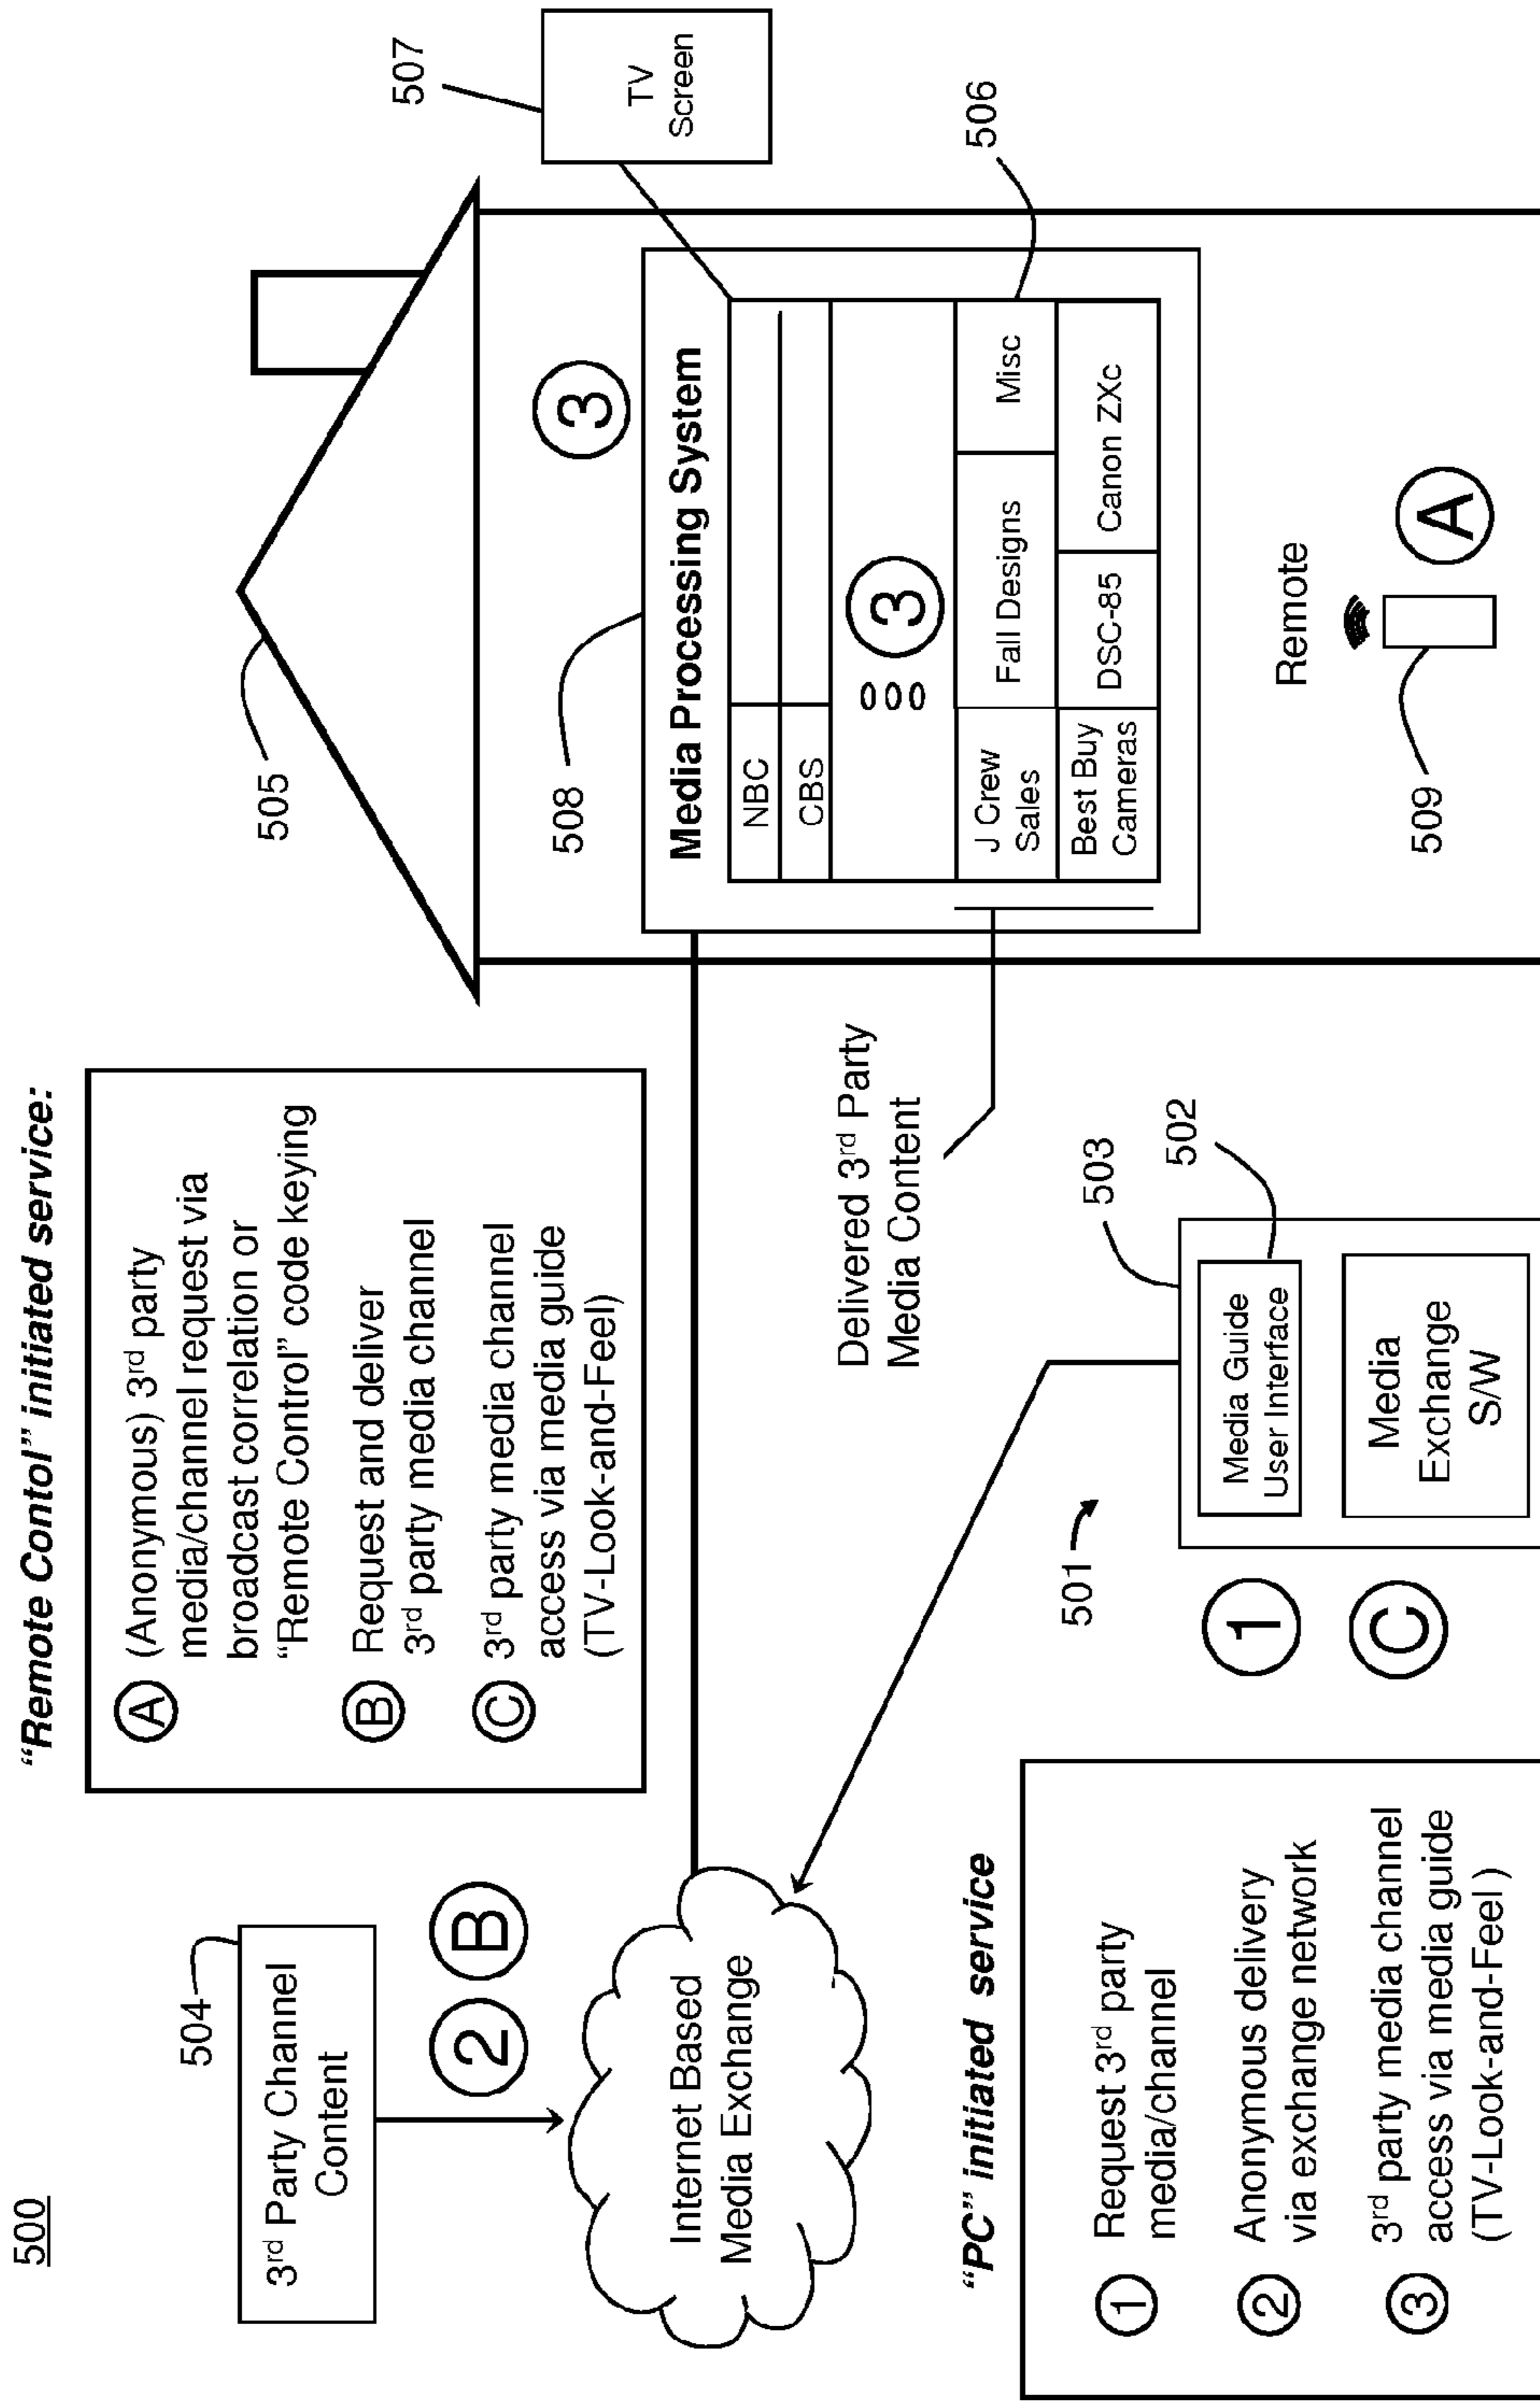 500
"Remote Contol" initiated service:
504
3rd Party Channel
Content
2
B
A
(Anonymous) 3rd party
media/channel request via
broadcast correlation or
"Remote Control" code keying
B
Request and deliver
3rd party media channel
C
3rd party media channel
access via media guide
(TV-Look-and-Feel)
505
507
TV
Screen
508
3
Media Processing System
NBC
CBS
000
3
J Crew
Sales
Fall Designs
Misc
506
Best Buy
Cameras
DSC-85
Canon ZXc
Internet Based
Media Exchange
Delivered 3rd Party
Media Content
Remote
509
A
"PC" initiated service
1
Request 3rd party
media/channel
2
Anonymous delivery
via exchange network
3
3rd party media channel
access via media guide
(TV-Look-and-Feel )
501
503
502
1
Media Guide
User Interface
C
Media
Exchange
S/W